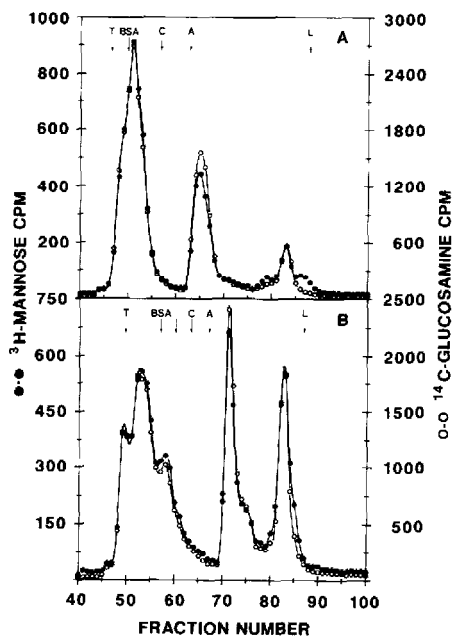 1000
800
600
400
200
750
600
450
300
150
3000
2400
1800
1200
600
2500
2000
1500
1000
500
T BSA C A L
A
T BSA C A L
B
●-● ³H-MANNOSE CPM
O-O ¹⁴C-GLUCOSAMINE CPM
40 50 60 70 80 90 100
FRACTION NUMBER